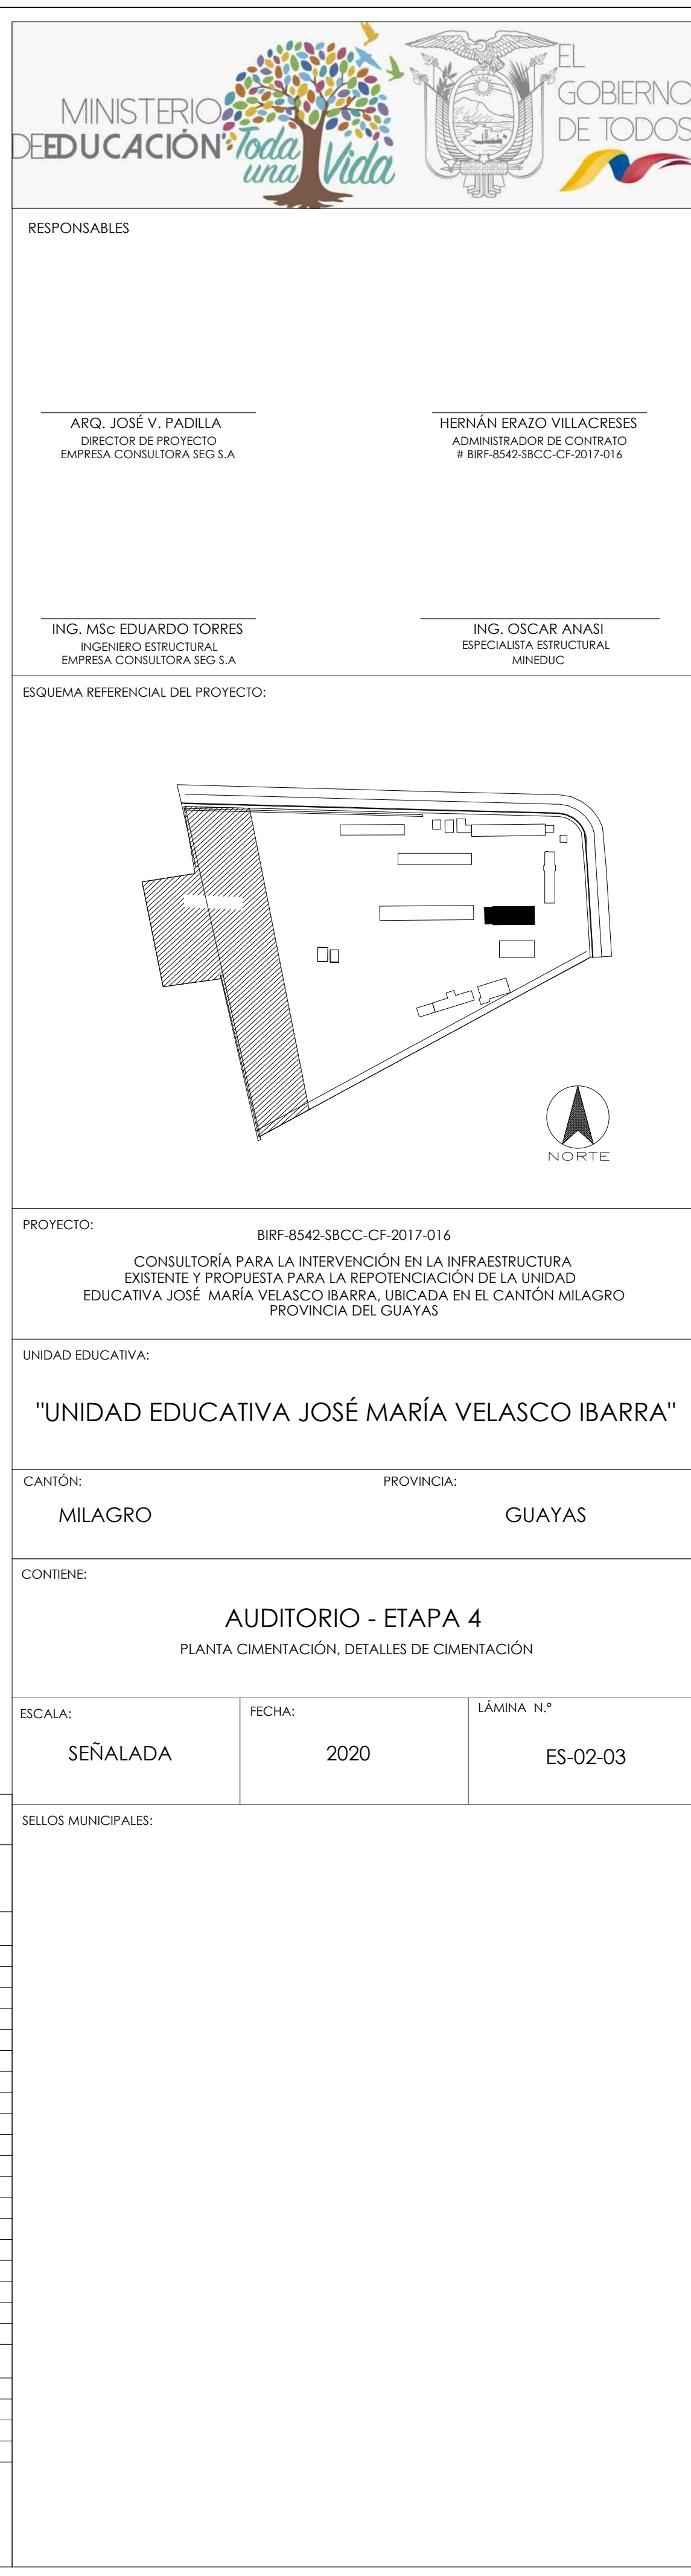 MINISTERIO
DE EDUCACIÓN
Toda
una Vida
EL
GOBIERNO
DE TODOS
RESPONSABLES
ARQ. JOSÉ V. PADILLA
DIRECTOR DE PROYECTO
EMPRESA CONSULTORA SEG S.A
HERNÁN ERAZO VILLACRESES
ADMINISTRADOR DE CONTRATO
# BIRF-8542-SBCC-CF-2017-016
ING. MSc EDUARDO TORRES
INGENIERO ESTRUCTURAL
EMPRESA CONSULTORA SEG S.A
ING. OSCAR ANASI
ESPECIALISTA ESTRUCTURAL
MINEDUC
ESQUEMA REFERENCIAL DEL PROYECTO:
NORTE
PROYECTO:
BIRF-8542-SBCC-CF-2017-016
CONSULTORÍA PARA LA INTERVENCIÓN EN LA INFRAESTRUCTURA
EXISTENTE Y PROPUESTA PARA LA REPOTENCIACIÓN DE LA UNIDAD
EDUCATIVA JOSÉ MARÍA VELASCO IBARRA, UBICADA EN EL CANTÓN MILAGRO
PROVINCIA DEL GUAYAS
UNIDAD EDUCATIVA:
"UNIDAD EDUCATIVA JOSÉ MARÍA VELASCO IBARRA"
CANTÓN:
MILAGRO
PROVINCIA:
GUAYAS
CONTIENE:
AUDITORIO - ETAPA 4
PLANTA CIMENTACIÓN, DETALLES DE CIMENTACIÓN
ESCALA:
SEÑALADA
FECHA:
2020
LÁMINA N.°
ES-02-03
SELLOS MUNICIPALES: